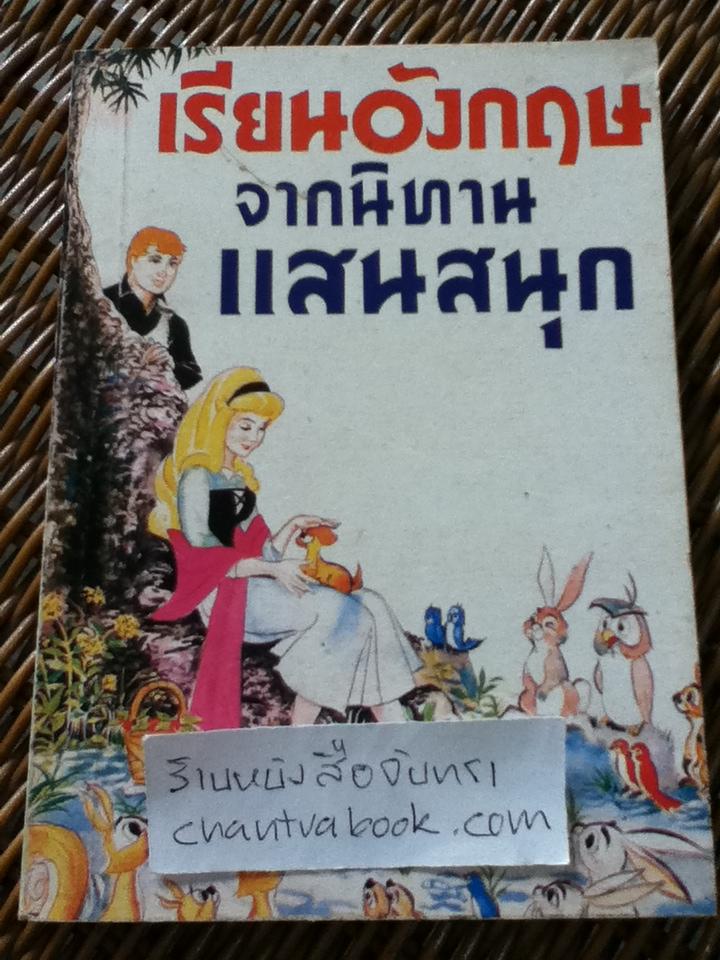 เรียนอังกฤษ
จากนิทาน
แสนสนุก
ร้านหนังสือจันทรา
chantrabook.com